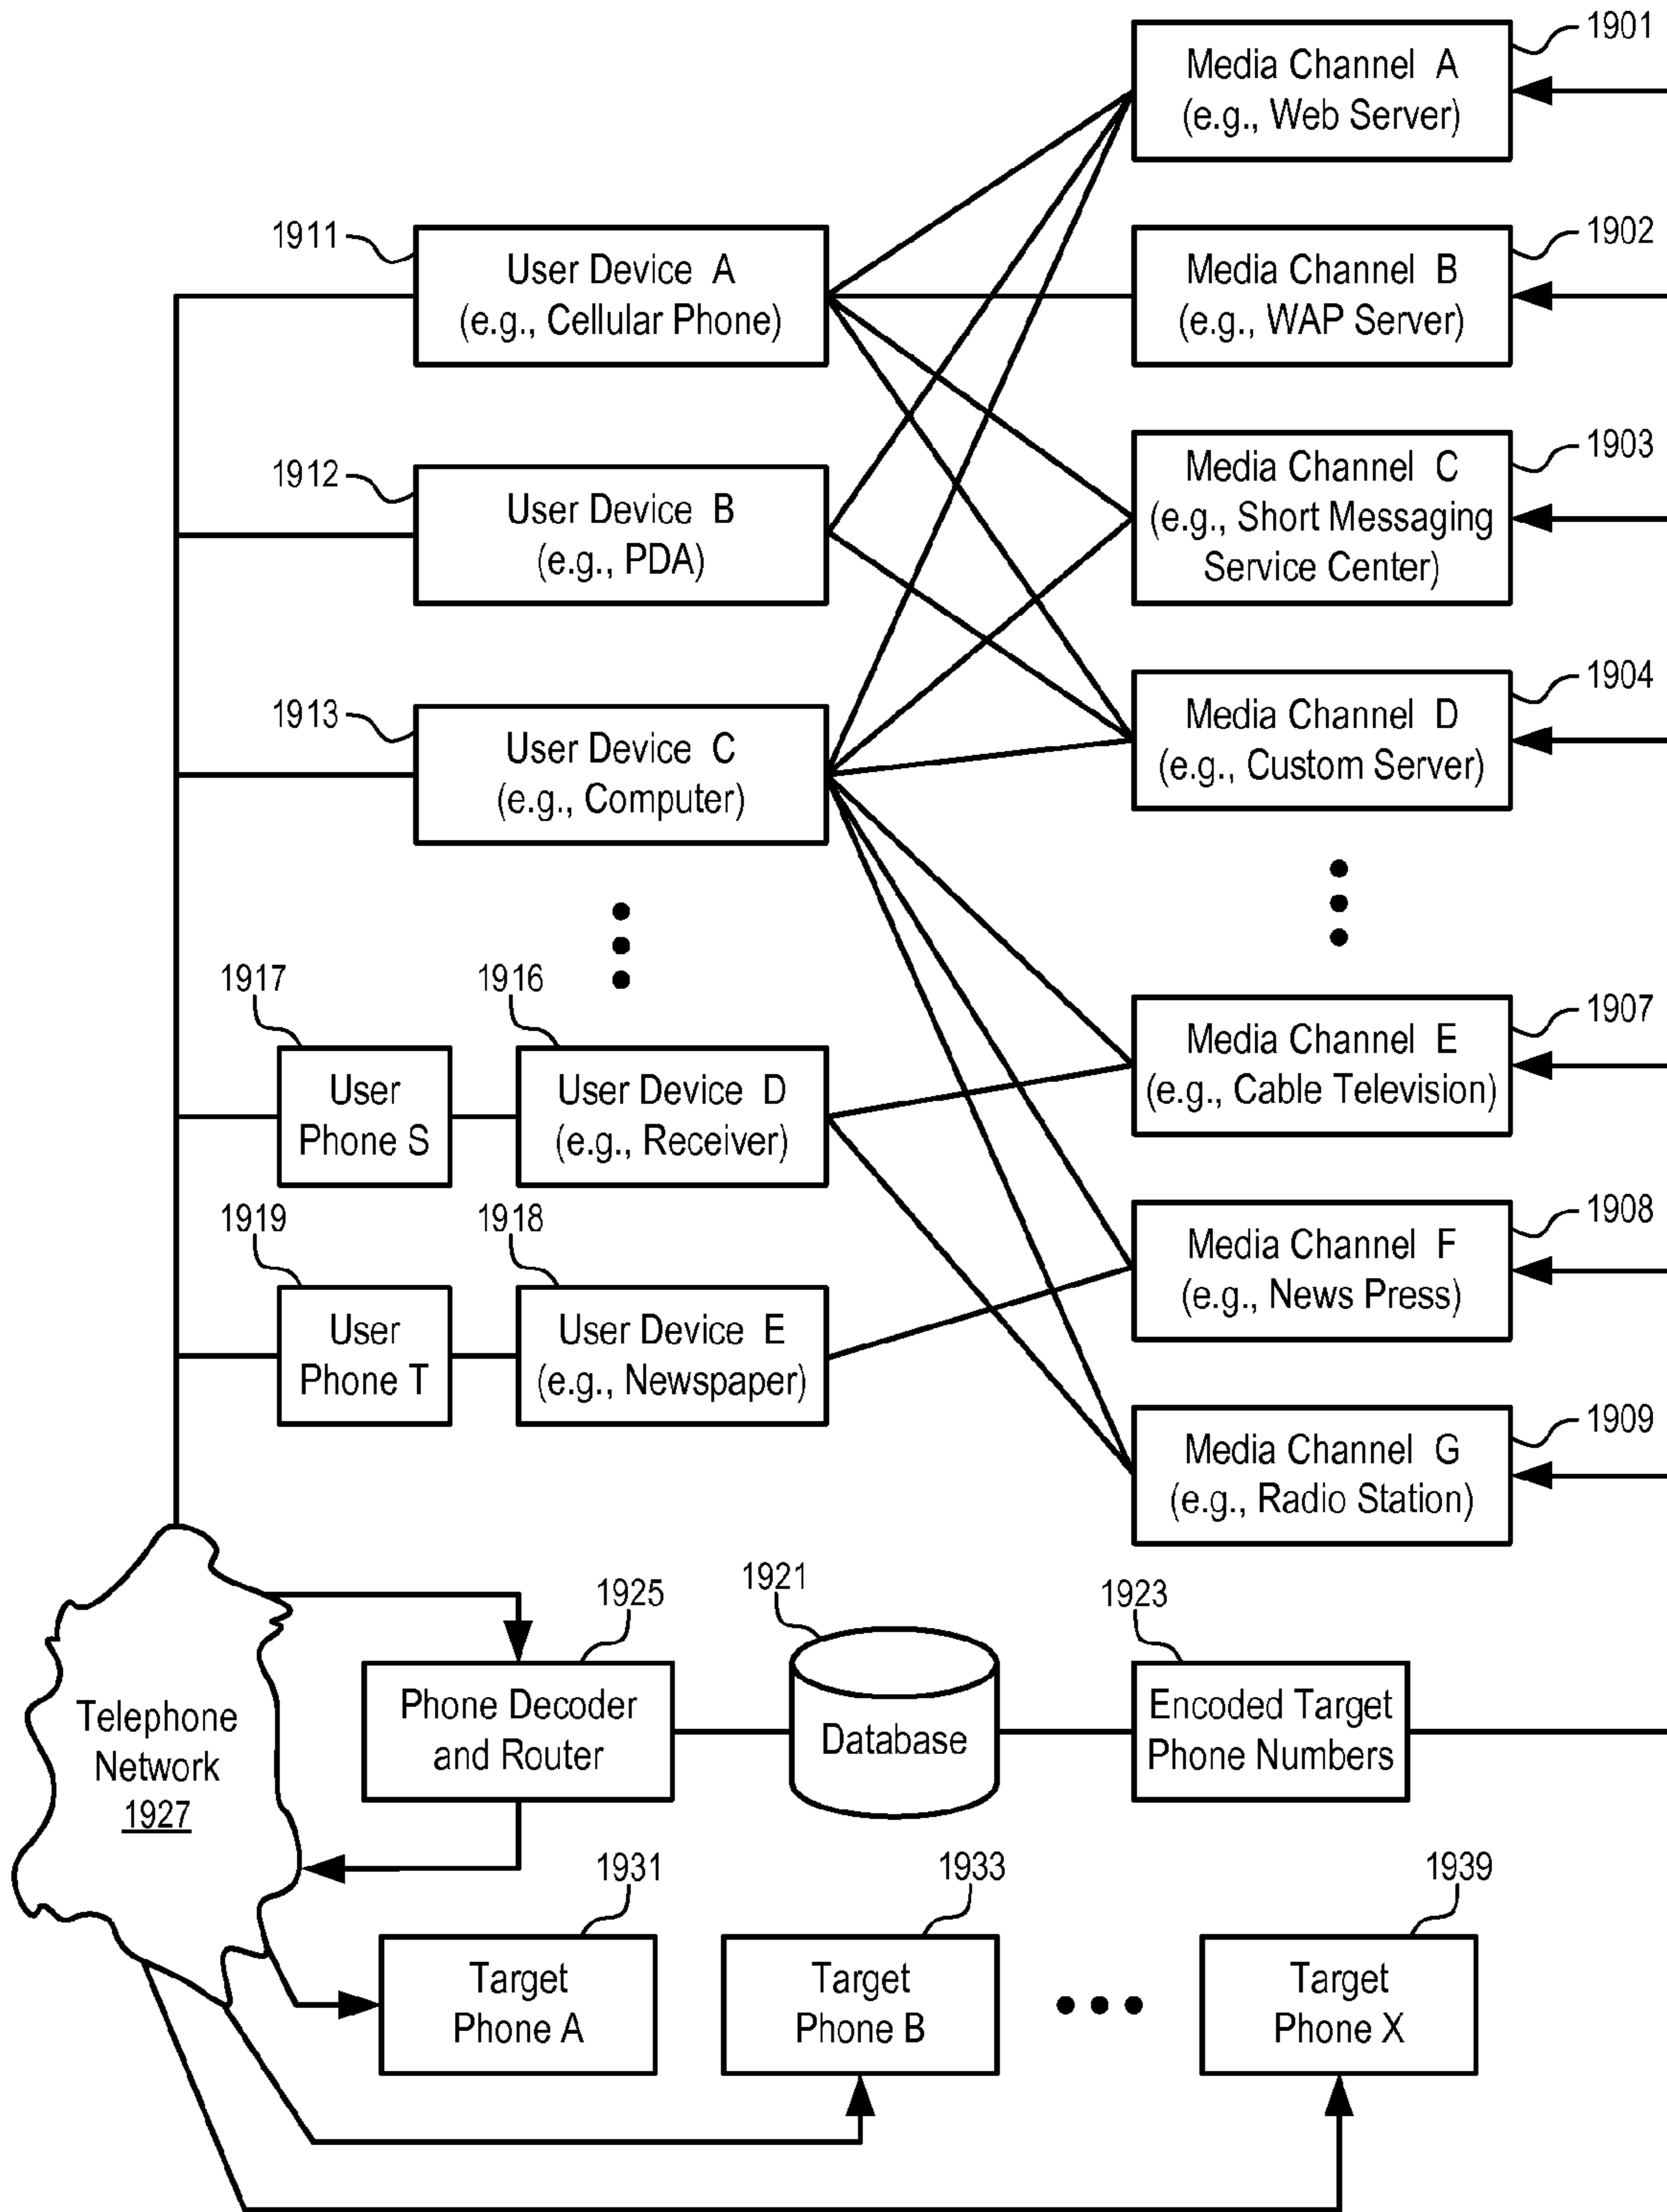 1901
Media Channel A
(e.g., Web Server)
1911
User Device A
(e.g., Cellular Phone)
1902
Media Channel B
(e.g., WAP Server)
1912
User Device B
(e.g., PDA)
1903
Media Channel C
(e.g., Short Messaging
Service Center)
1913
User Device C
(e.g., Computer)
1904
Media Channel D
(e.g., Custom Server)
1917
User
Phone S
1916
User Device D
(e.g., Receiver)
1907
Media Channel E
(e.g., Cable Television)
1919
User
Phone T
1918
User Device E
(e.g., Newspaper)
1908
Media Channel F
(e.g., News Press)
1909
Media Channel G
(e.g., Radio Station)
Telephone
Network
1927
1925
Phone Decoder
and Router
1921
Database
1923
Encoded Target
Phone Numbers
1931
Target
Phone A
1933
Target
Phone B
1939
Target
Phone X